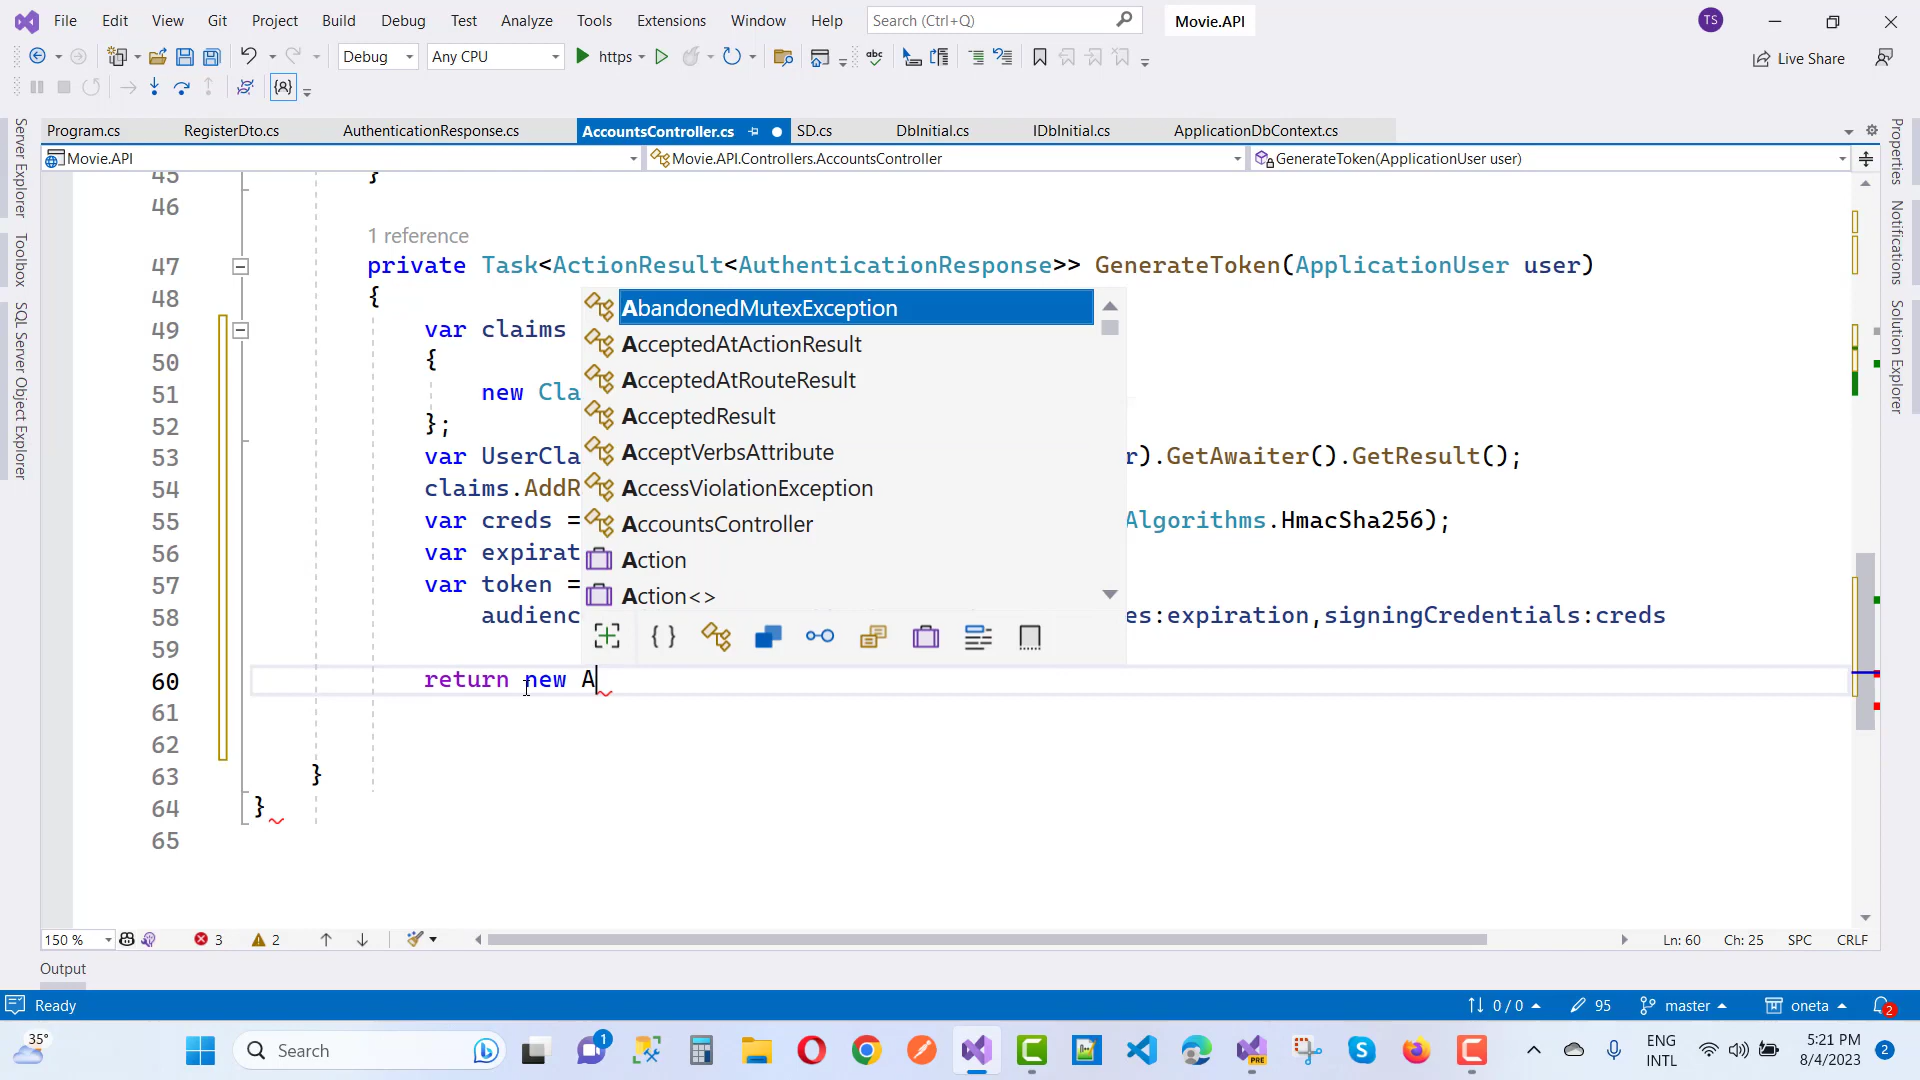 File Edit View Git Project Build Debug Test Analyze Tools Extensions Window Help Search (Ctrl+Q) Movie.API TS
Debug Any CPU https Live Share
Program.cs RegisterDto.cs AuthenticationResponse.cs AccountsController.cs SD.cs DbInitial.cs IDbInitial.cs ApplicationDbContext.cs
Movie.API Movie.API.Controllers.AccountsController GenerateToken(ApplicationUser user)
Server Explorer
Toolbox
SQL Server Object Explorer
Properties
Notifications
Solution Explorer
45 }
46
1 reference
47 private Task<ActionResult<AuthenticationResponse>> GenerateToken(ApplicationUser user)
48 {
49 var claims
50 {
51 new Cla
52 };
53 var UserCla r).GetAwaiter().GetResult();
54 claims.AddR
55 var creds = Algorithms.HmacSha256);
56 var expirat
57 var token =
58 audienc es:expiration,signingCredentials:creds
59
60 return new A
61
62
63 }
64 }
65
AbandonedMutexException
AcceptedAtActionResult
AcceptedAtRouteResult
AcceptedResult
AcceptVerbsAttribute
AccessViolationException
AccountsController
Action
Action<>
150 % 3 2 Ln: 60 Ch: 25 SPC CRLF
Output
Ready 0 / 0 95 master oneta 2
35° Search 1 ENG 5:21 PM
INTL 8/4/2023 2